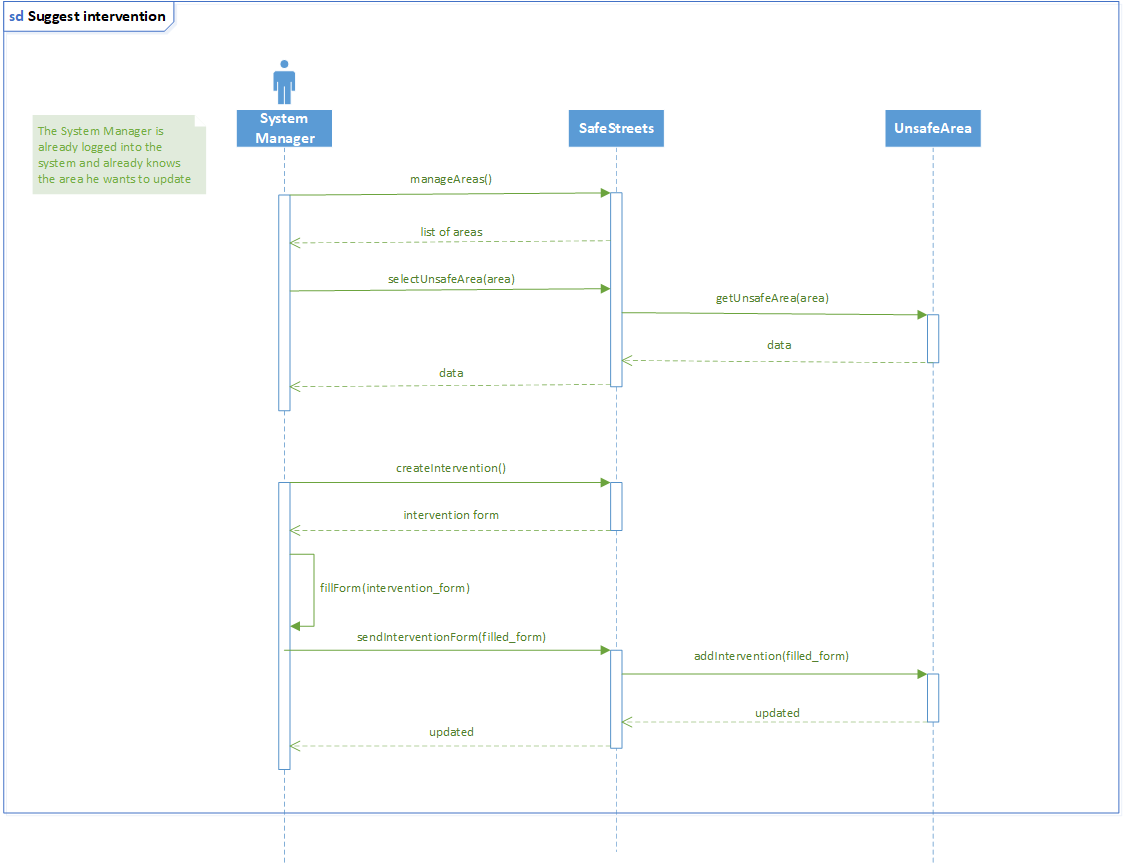 sd Suggest intervention
System
Manager
SafeStreets
UnsafeArea
The System Manager is
already logged into the
system and already knows
the area he wants to update
manageAreas()
list of areas
selectUnsafeArea(area)
getUnsafeArea(area)
data
data
createIntervention()
intervention form
fillForm(intervention_form)
sendInterventionForm(filled_form)
addIntervention(filled_form)
updated
updated